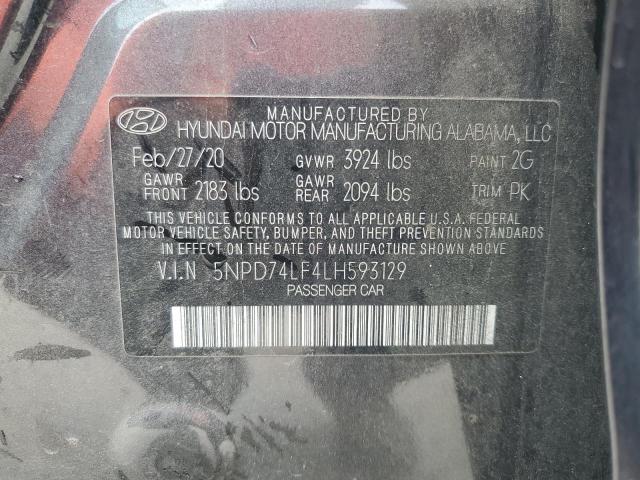 MANUFACTURED BY
HYUNDAI MOTOR MANUFACTURING ALABAMA, LLC
Feb/27/20 GVWR 3924 lbs PAINT 2G
GAWR FRONT 2183 lbs GAWR REAR 2094 lbs TRIM PK
THIS VEHICLE CONFORMS TO ALL APPLICABLE U.S.A. FEDERAL
MOTOR VEHICLE SAFETY, BUMPER, AND THEFT PREVENTION STANDARDS
IN EFFECT ON THE DATE OF MANUFACTURE SHOWN ABOVE.
V.I.N 5NPD74LF4LH593129
PASSENGER CAR